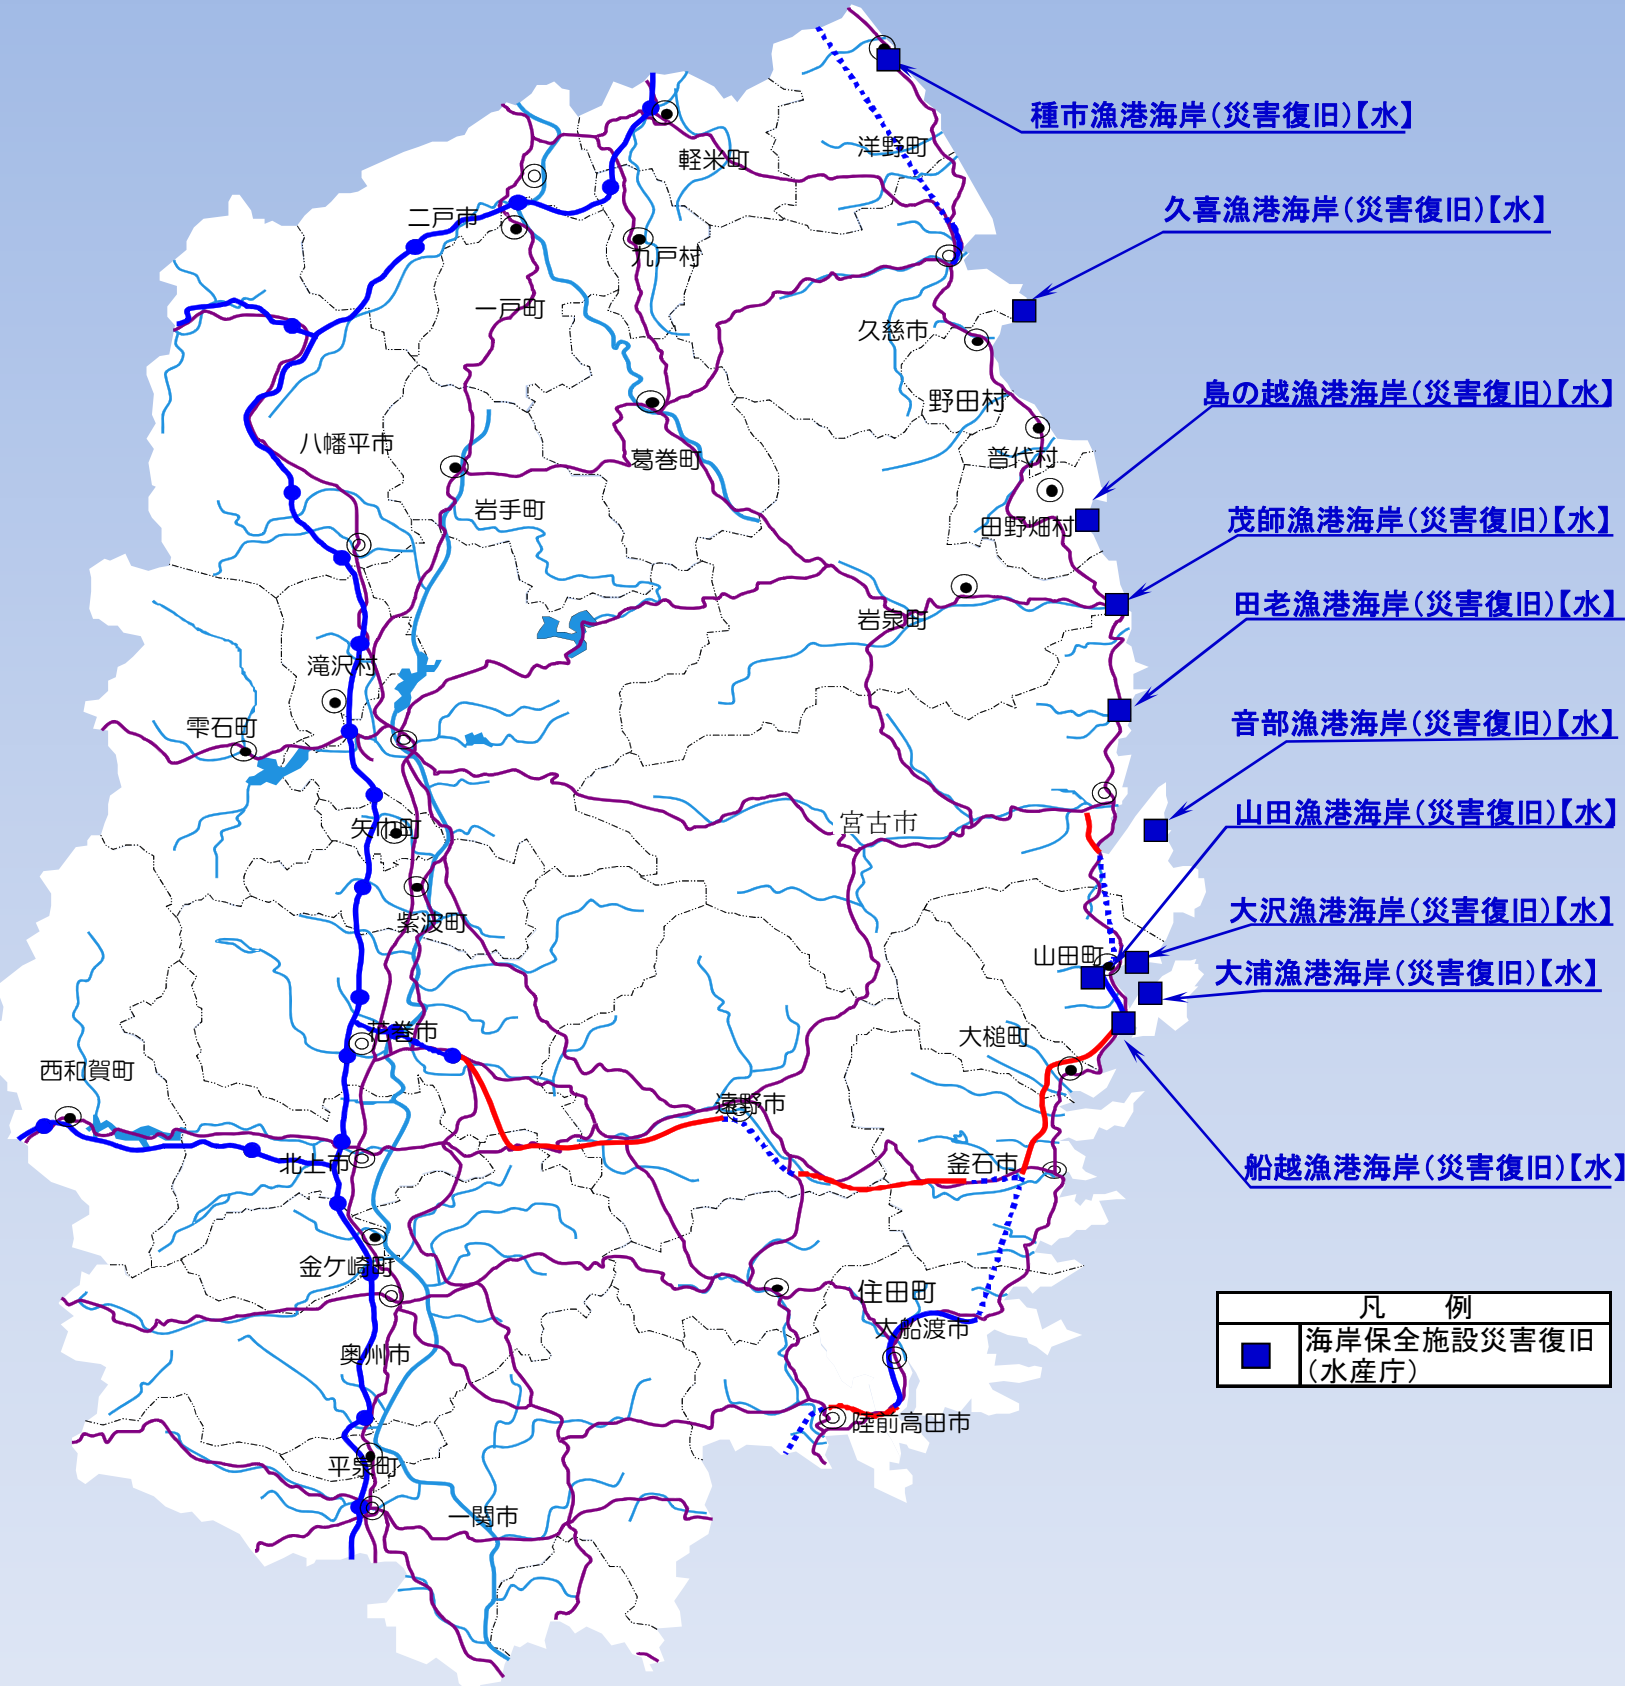 種市漁港海岸(災害復旧)【水】
洋野町
軽米町
久喜漁港海岸(災害復旧)【水】
二戸市
九戸村
一戸町
久慈市
島の越漁港海岸(災害復旧)【水】
野田村
八幡平市
葛巻町
普代村
岩手町
田野畑村
茂師漁港海岸(災害復旧)【水】
田老漁港海岸(災害復旧)【水】
岩泉町
滝沢村
雫石町
音部漁港海岸(災害復旧)【水】
山田漁港海岸(災害復旧)【水】
宮古市
矢巾町
紫波町
大沢漁港海岸(災害復旧)【水】
山田町
大浦漁港海岸(災害復旧)【水】
花巻市
大槌町
西和賀町
遠野市
北上市
釜石市
船越漁港海岸(災害復旧)【水】
金ケ崎町
住田町
大船渡市
奥州市
陸前高田市
平泉町
一関市
凡 例
海岸保全施設災害復旧
(水産庁)